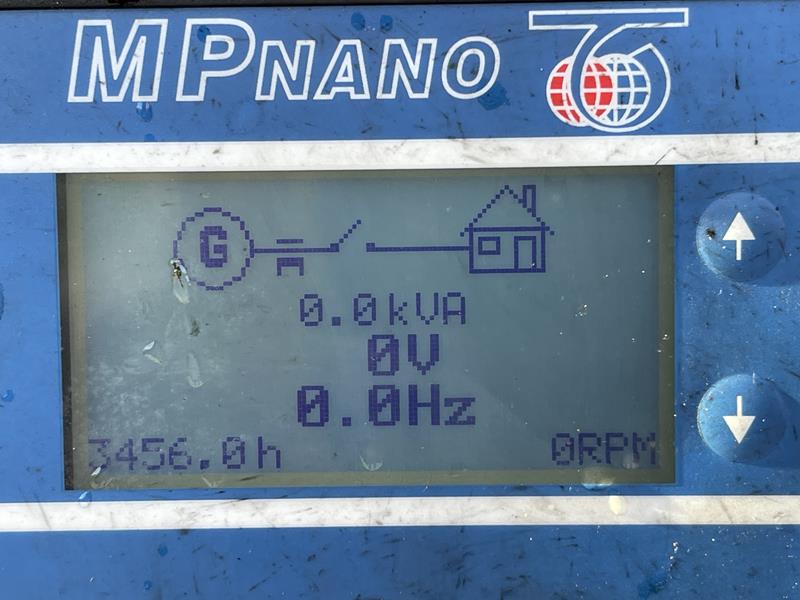 MPNANO
G
0.0kVA
0V
0.0Hz
3456.0h 0RPM